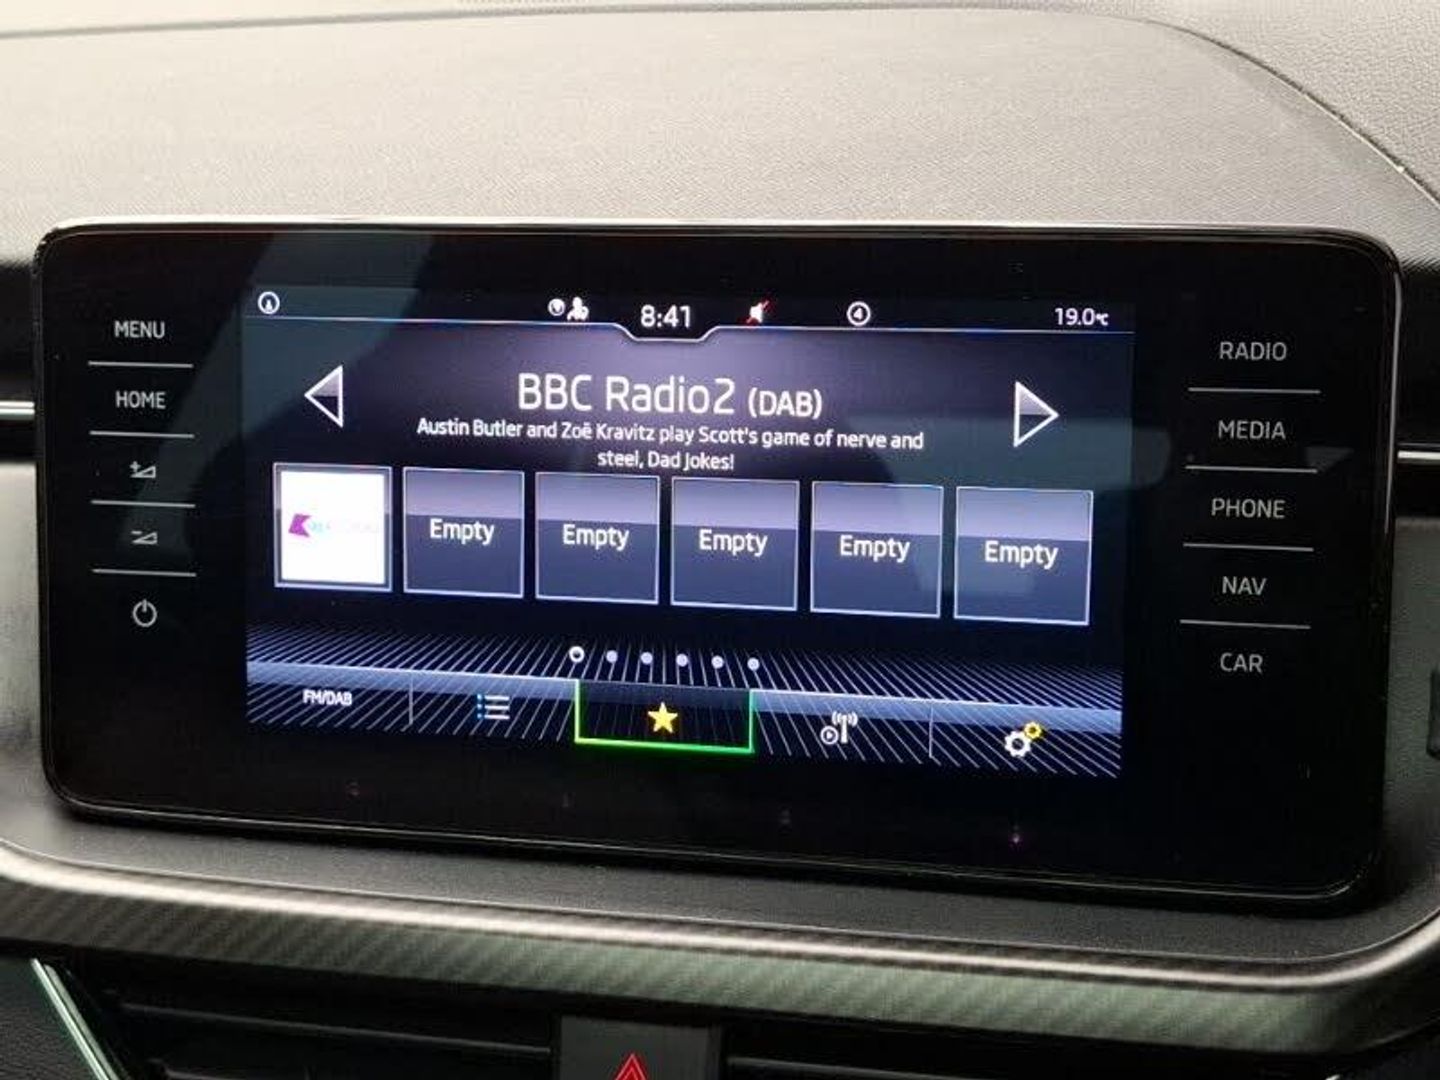 MENU
HOME
8:41
4
19.0°C
BBC Radio2 (DAB)
Austin Butler and Zoë Kravitz play Scott's game of nerve and
steel, Dad Jokes!
Empty
Empty
Empty
Empty
Empty
FM/DAB
RADIO
MEDIA
PHONE
NAV
CAR